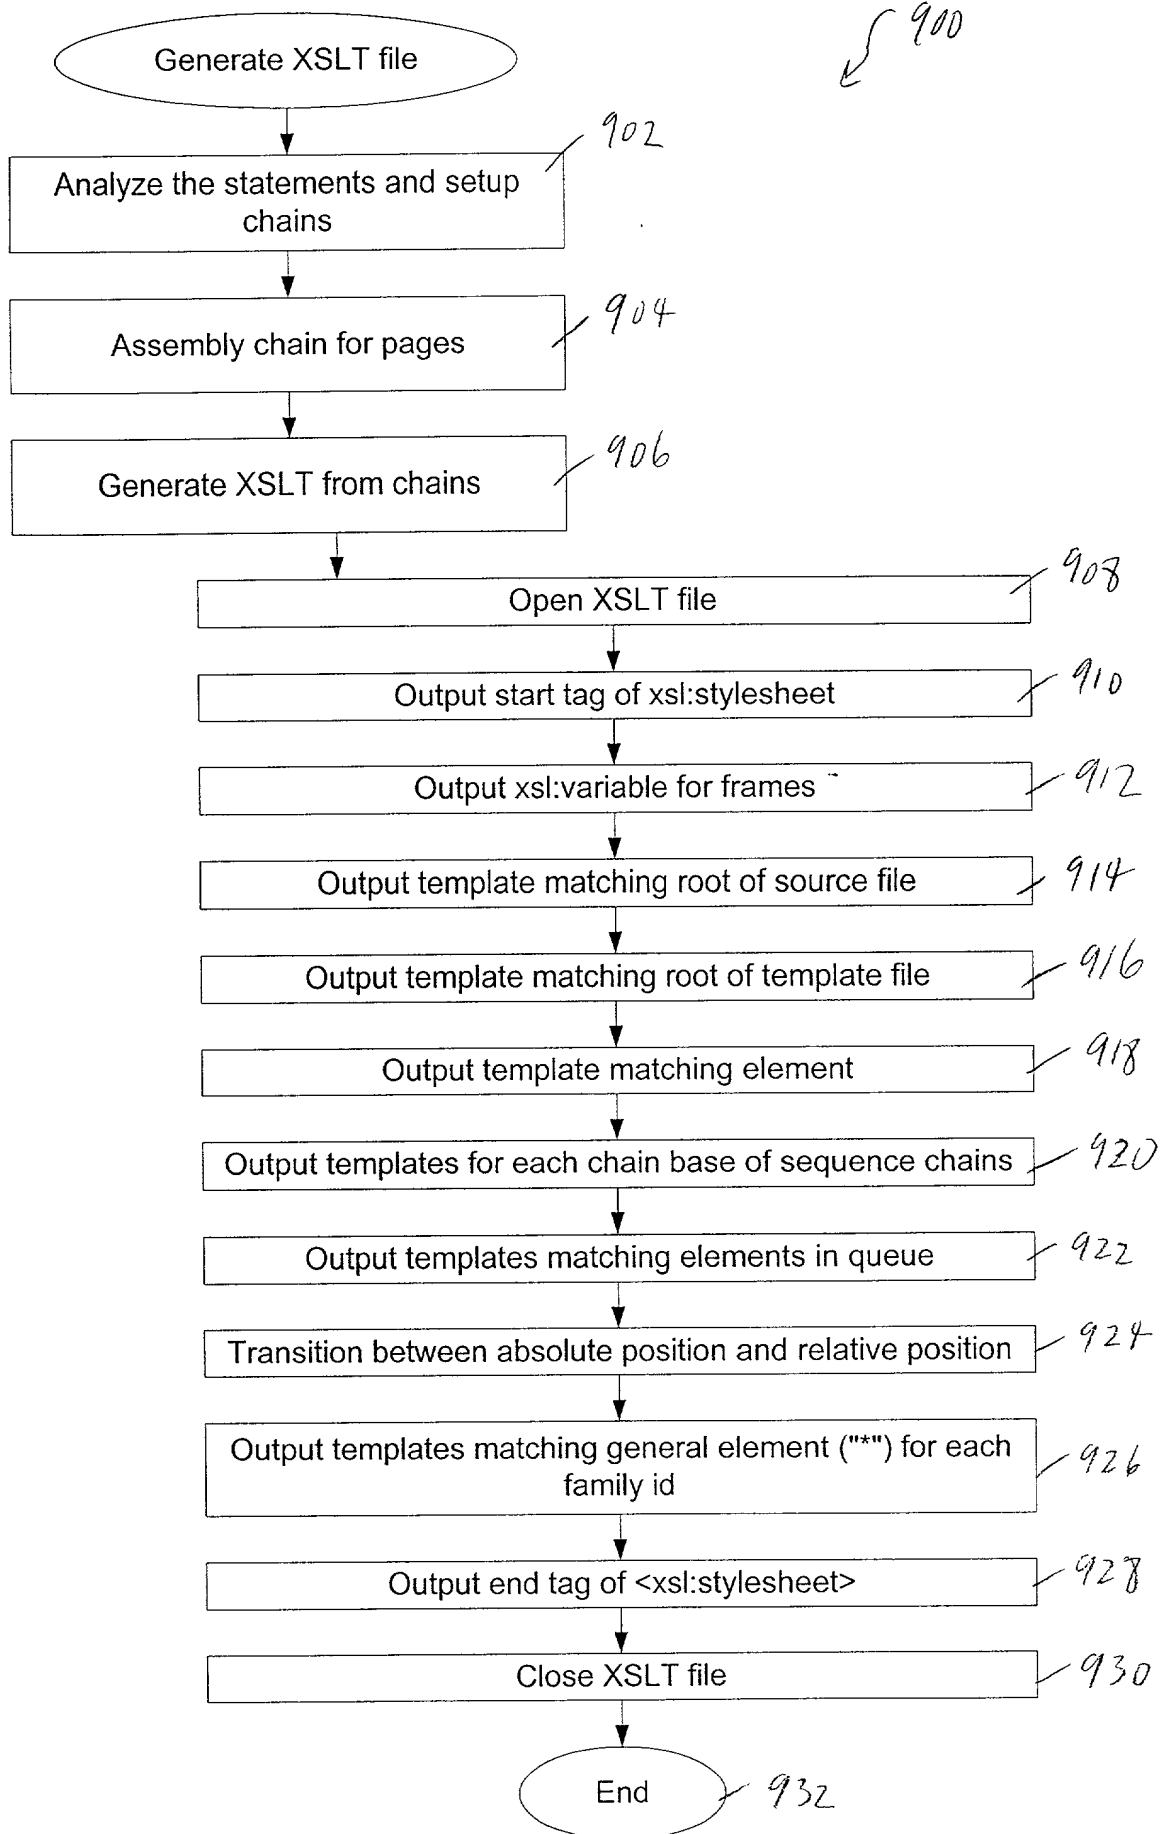 900
Generate XSLT file
902
Analyze the statements and setup
chains
904
Assembly chain for pages
906
Generate XSLT from chains
908
Open XSLT file
910
Output start tag of xsl:stylesheet
912
Output xsl:variable for frames
914
Output template matching root of source file
916
Output template matching root of template file
918
Output template matching element
920
Output templates for each chain base of sequence chains
922
Output templates matching elements in queue
924
Transition between absolute position and relative position
926
Output templates matching general element ("*") for each
family id
928
Output end tag of <xsl:stylesheet>
930
Close XSLT file
932
End